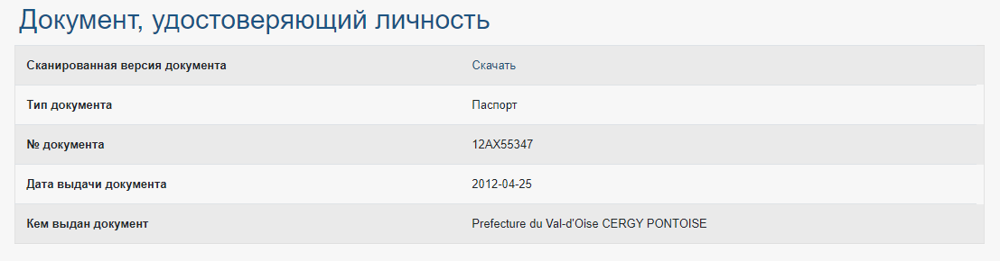 Документ, удостоверяющий личность
Сканированная версия документа Скачать
Тип документа Паспорт
№ документа 12AX55347
Дата выдачи документа 2012-04-25
Кем выдан документ Prefecture du Val-d'Oise CERGY PONTOISE